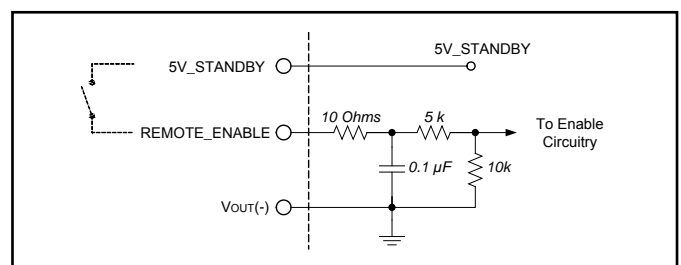 5V_STANDBY
5V_STANDBY
10 Ohms
5 k
REMOTE_ENABLE
To Enable
Circuitry
0.1 µF
10k
VOUT(-)